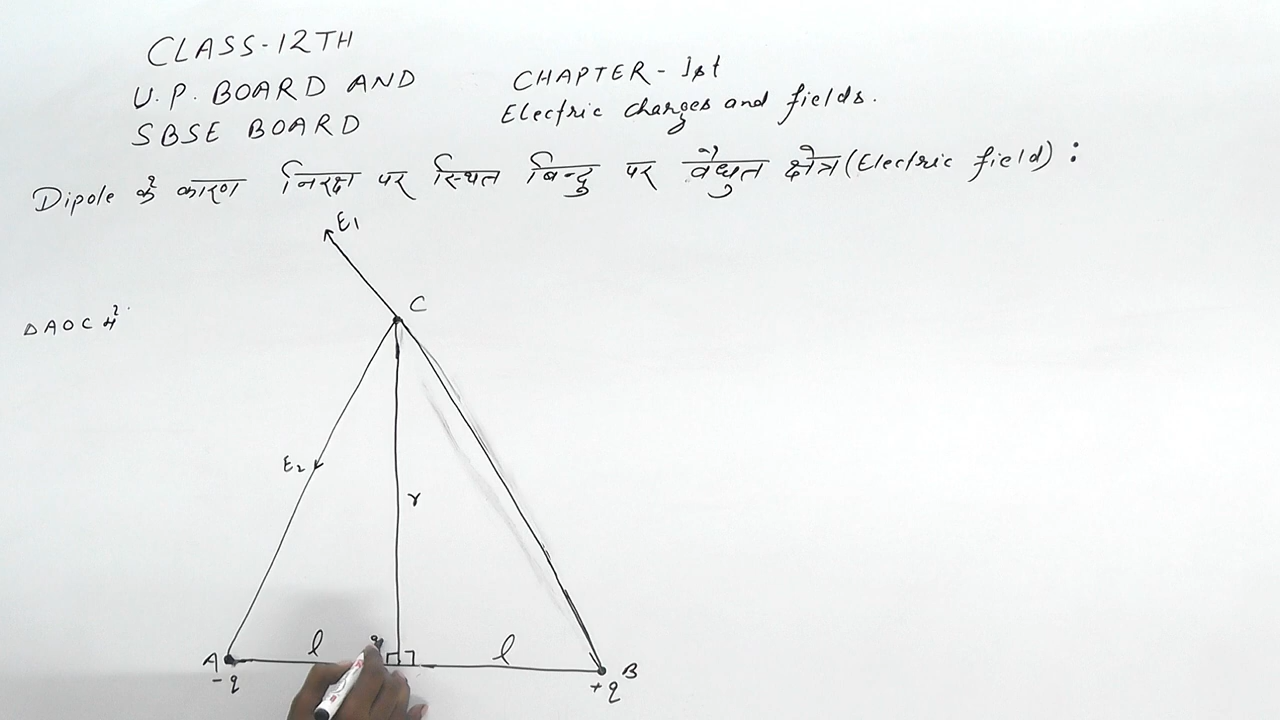 CLASS-12TH
U.P. BOARD AND
SBSE BOARD
CHAPTER-1st
Electric charges and fields.
Dipole के कारण निरक्ष पर स्थित बिन्दु पर वैधुत क्षेत्र (Electric field) :
E1
C
△AOC में
E2
r
l
l
A
-q
B
+q